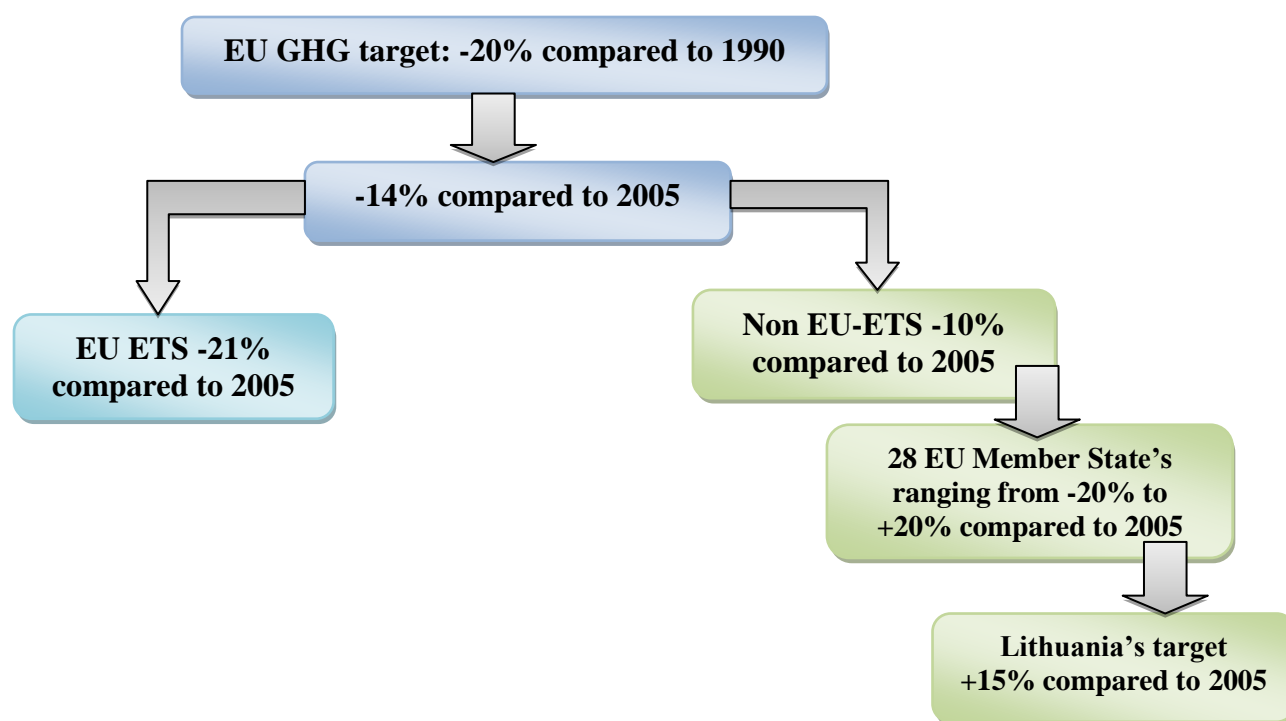 EU GHG target: -20% compared to 1990
-14% compared to 2005
EU ETS -21%
compared to 2005
Non EU-ETS -10%
compared to 2005
28 EU Member State’s
ranging from -20% to
+20% compared to 2005
Lithuania’s target
+15% compared to 2005